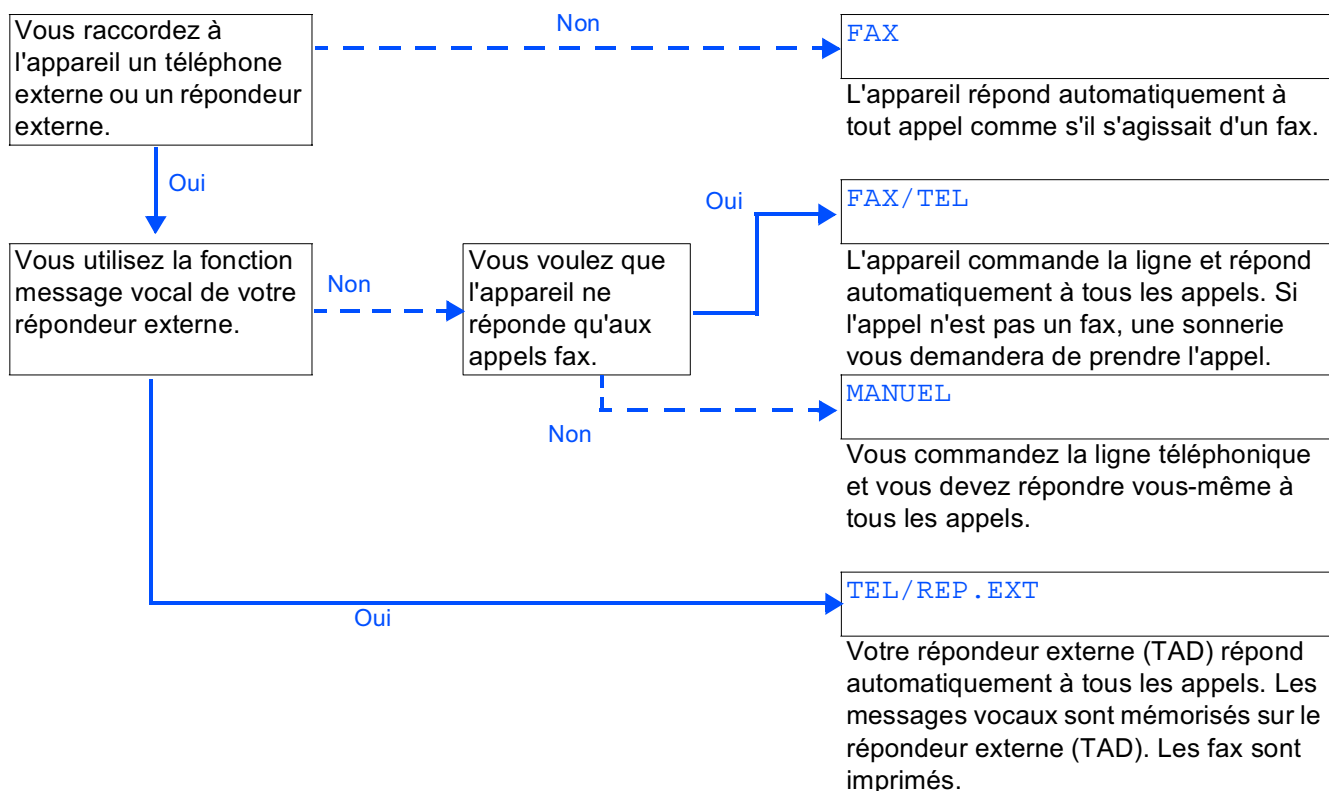 Vous raccordez à
l'appareil un téléphone
externe ou un répondeur
externe.
Non
FAX
L'appareil répond automatiquement à
tout appel comme s'il s'agissait d'un fax.
Oui
Vous utilisez la fonction
message vocal de votre
répondeur externe.
Non
Vous voulez que
l'appareil ne
réponde qu'aux
appels fax.
Oui
FAX/TEL
L'appareil commande la ligne et répond
automatiquement à tous les appels. Si
l'appel n'est pas un fax, une sonnerie
vous demandera de prendre l'appel.
Non
MANUEL
Vous commandez la ligne téléphonique
et vous devez répondre vous-même à
tous les appels.
Oui
TEL/REP.EXT
Votre répondeur externe (TAD) répond
automatiquement à tous les appels. Les
messages vocaux sont mémorisés sur le
répondeur externe (TAD). Les fax sont
imprimés.